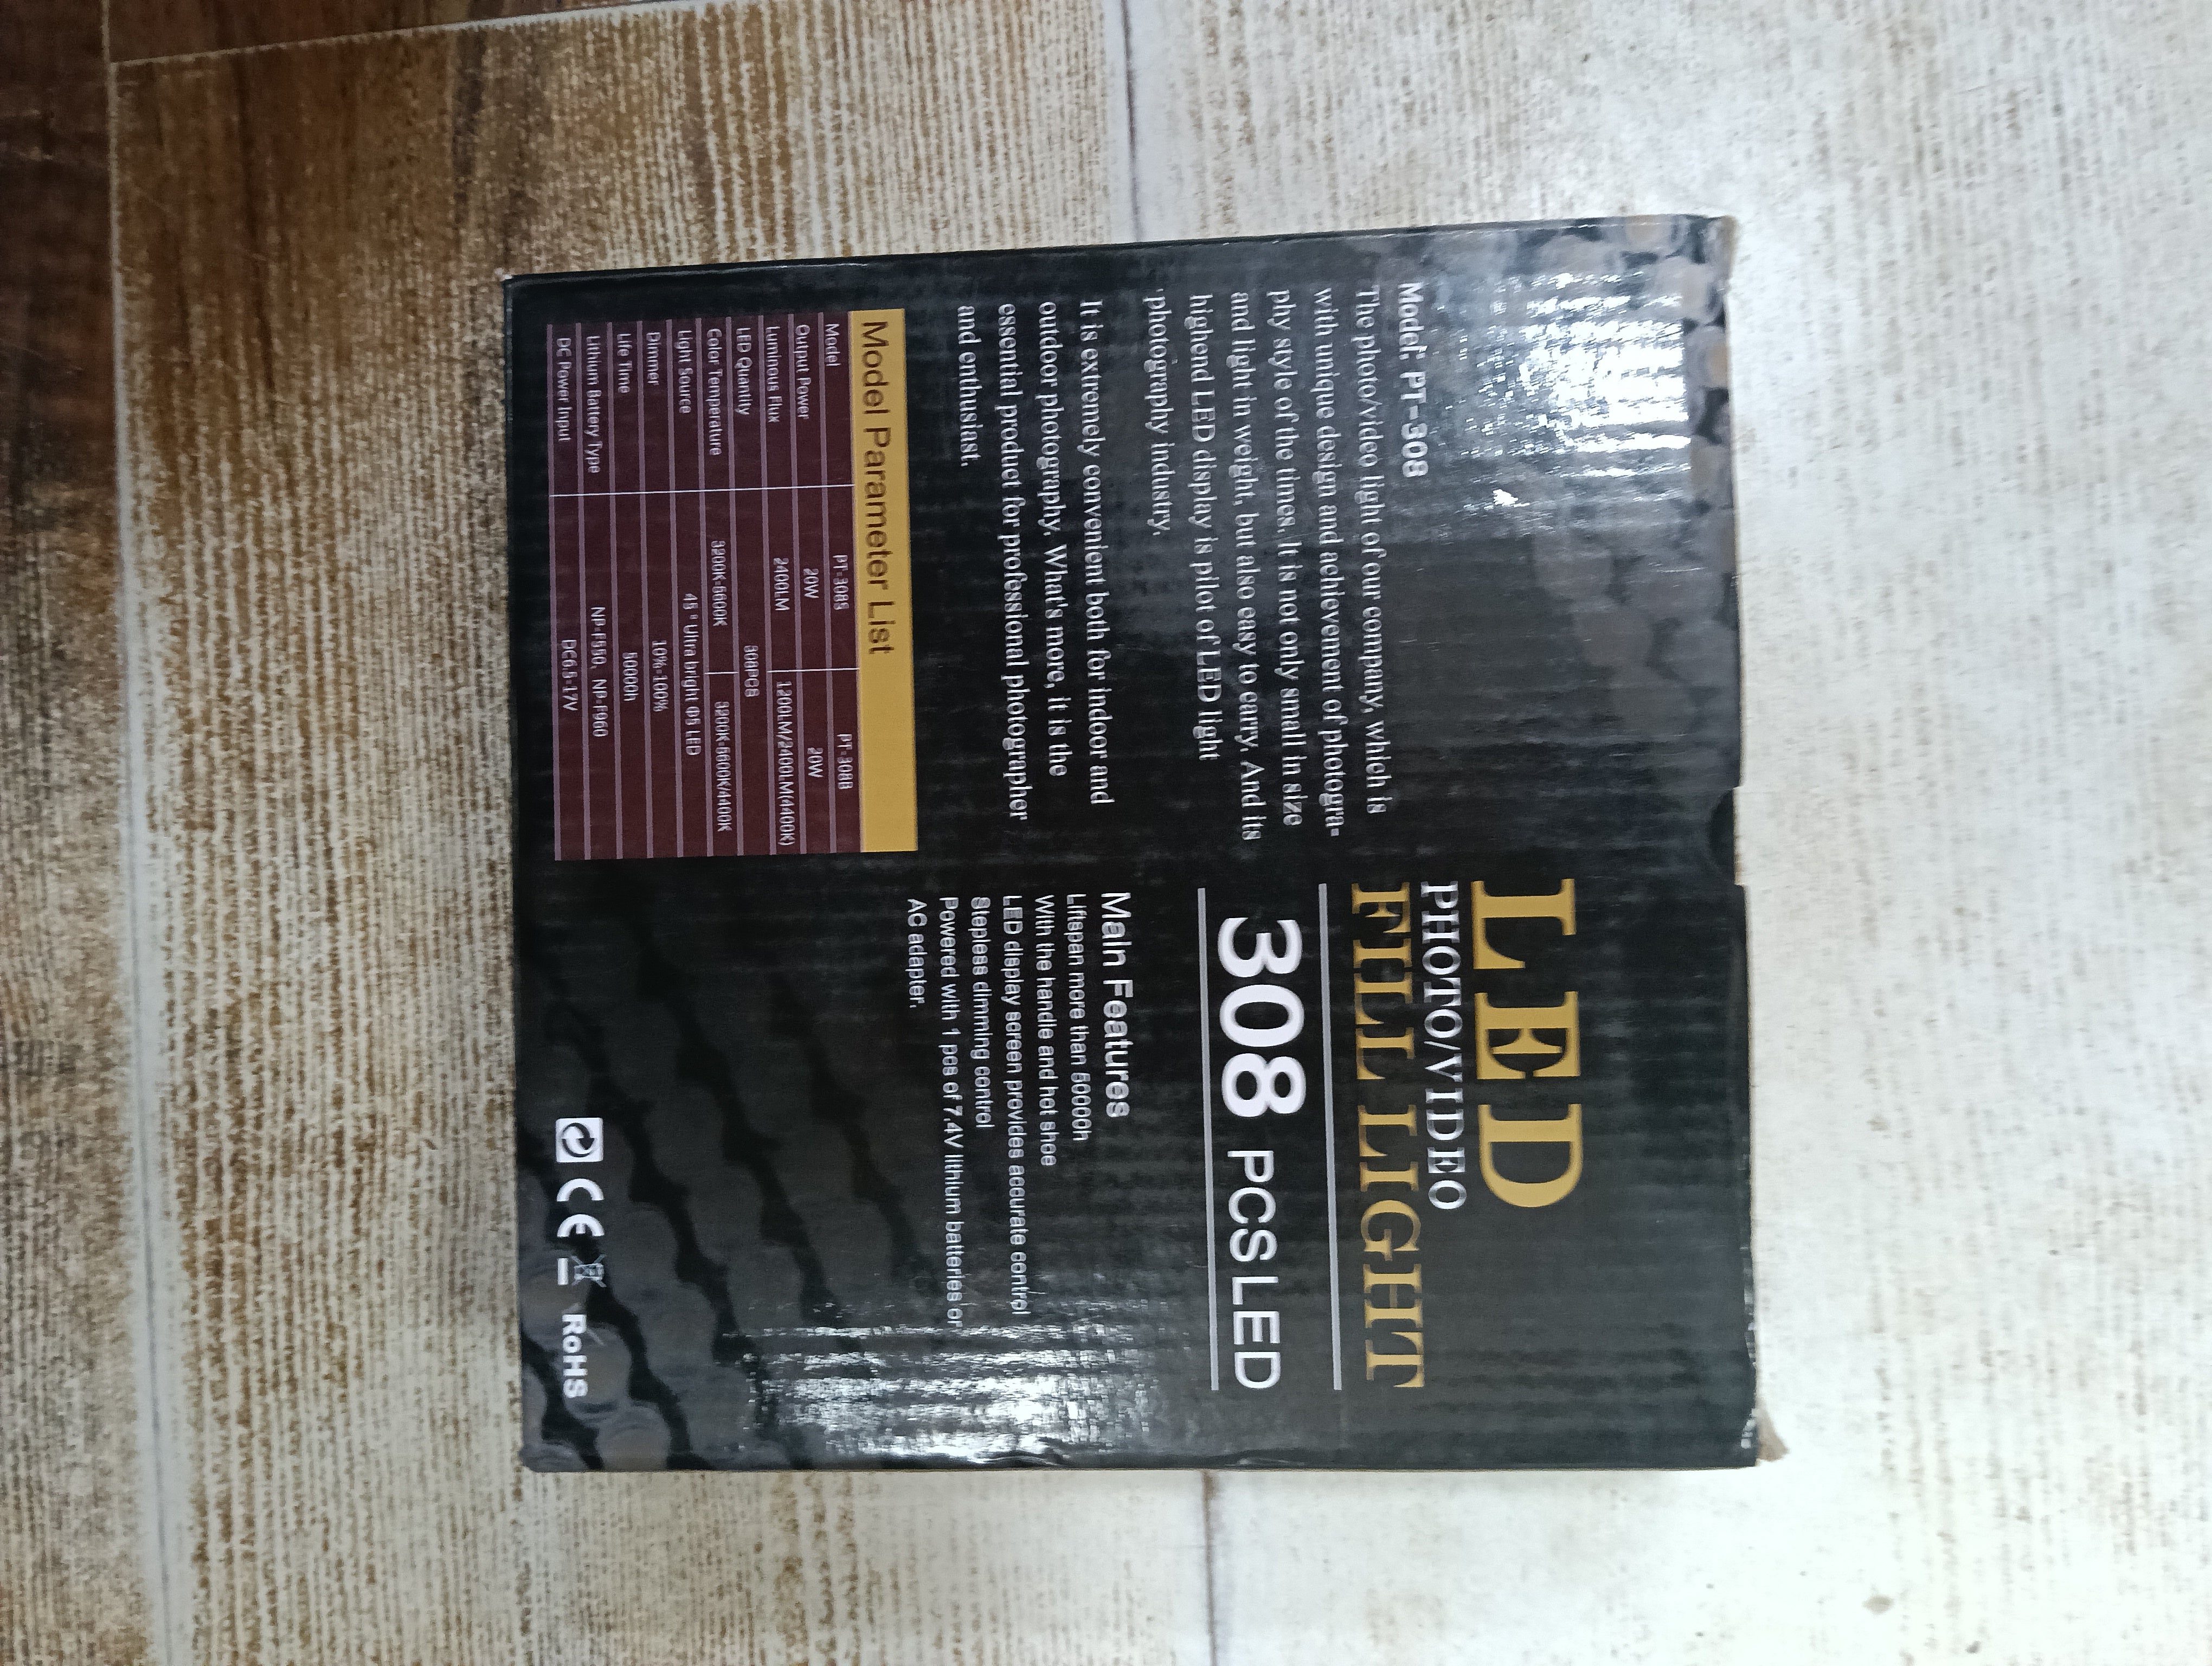 Model: PT-308
The photo/video light of our company, which is
with unique design and achievement of photogra-
phy style of the times. It is not only small in size
and light in weight, but also easy to carry. And its
highend LED display is pilot of LED light
photography industry.
It is extremely convenient both for indoor and
outdoor photography. What's more, it is the
essential product for professional photographer
and enthusiast.
Model Parameter List
Model PT-308S PT-308B
Output Power 20W 20W
Luminous Flux 2400LM 1200LM/2400LM(4400K)
LED Quantity 308PCS
Color Temperature 3200K-5600K 3200K-5600K/4400K
Light Source 45° Ultra bright Φ5 LED
Dimmer 10%-100%
Life Time 50000h
Lithium Battery Type NP-F550, NP-F960
DC Power Input DC6.5-17V
LED
PHOTO/VIDEO
FILL LIGHT
308 PCS LED
Main Features
Liftspan more than 50000h
With the handle and hot shoe
LED display screen provides accurate control
Stepless dimming control
Powered with 1 pcs of 7.4V lithium batteries or
AC adapter.
CE RoHS